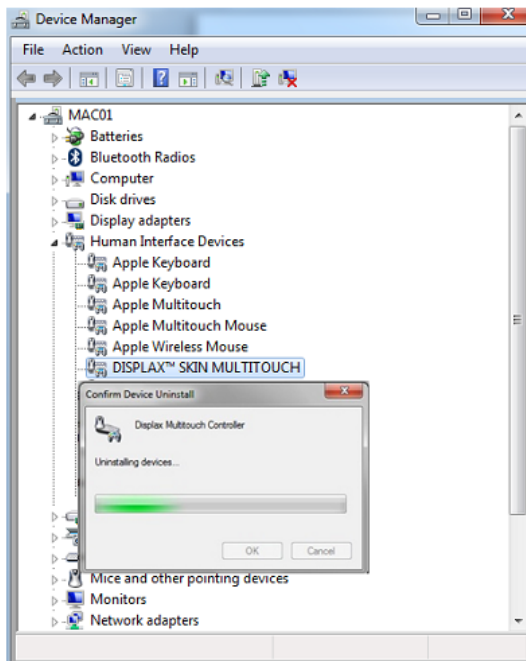 Device Manager
File Action View Help
MAC01
Batteries
Bluetooth Radios
Computer
Disk drives
Display adapters
Human Interface Devices
Apple Keyboard
Apple Keyboard
Apple Multitouch
Apple Multitouch Mouse
Apple Wireless Mouse
DISPLAX™ SKIN MULTITOUCH
Confirm Device Uninstall
Displax Multitouch Controller
Uninstalling devices...
OK Cancel
Mice and other pointing devices
Monitors
Network adapters